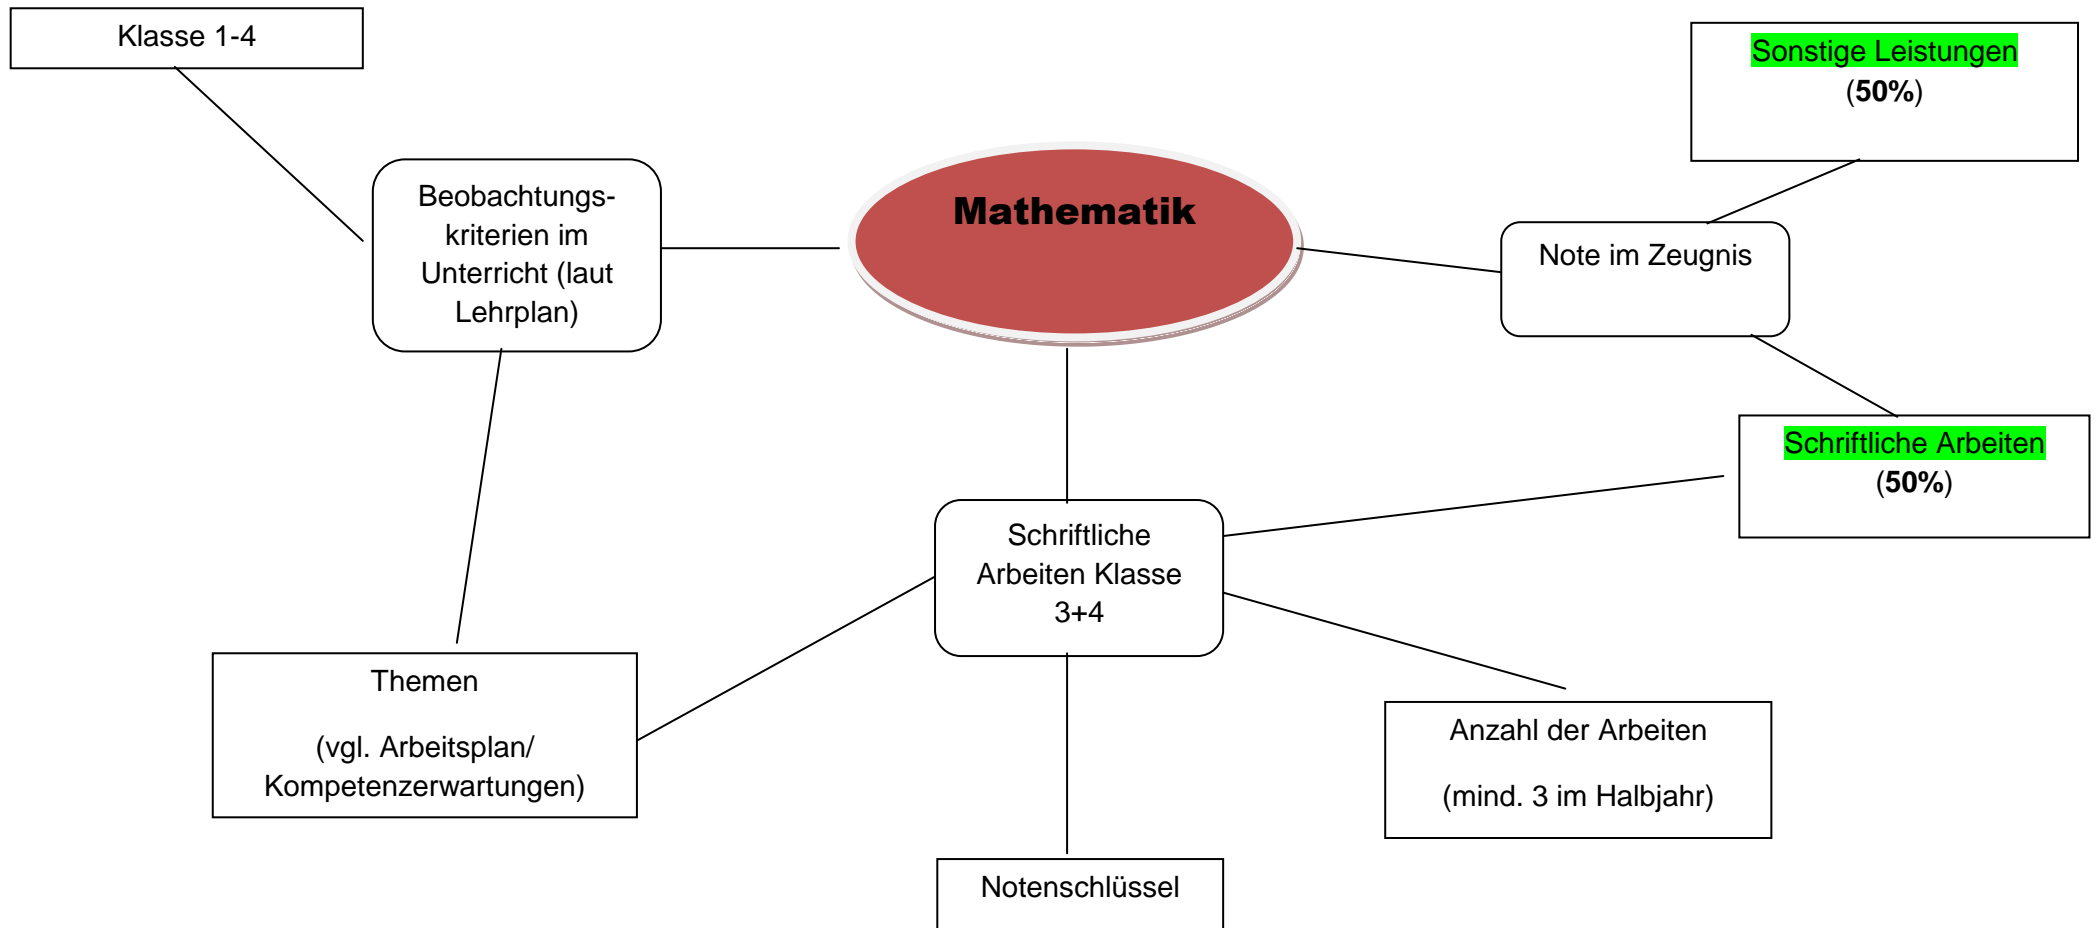 Klasse 1-4
Sonstige Leistungen
(50%)
Beobachtungs-
kriterien im
Unterricht (laut
Lehrplan)
Mathematik
Note im Zeugnis
Schriftliche Arbeiten
(50%)
Schriftliche
Arbeiten Klasse
3+4
Themen
(vgl. Arbeitsplan/
Kompetenzerwartungen)
Anzahl der Arbeiten
(mind. 3 im Halbjahr)
Notenschlüssel